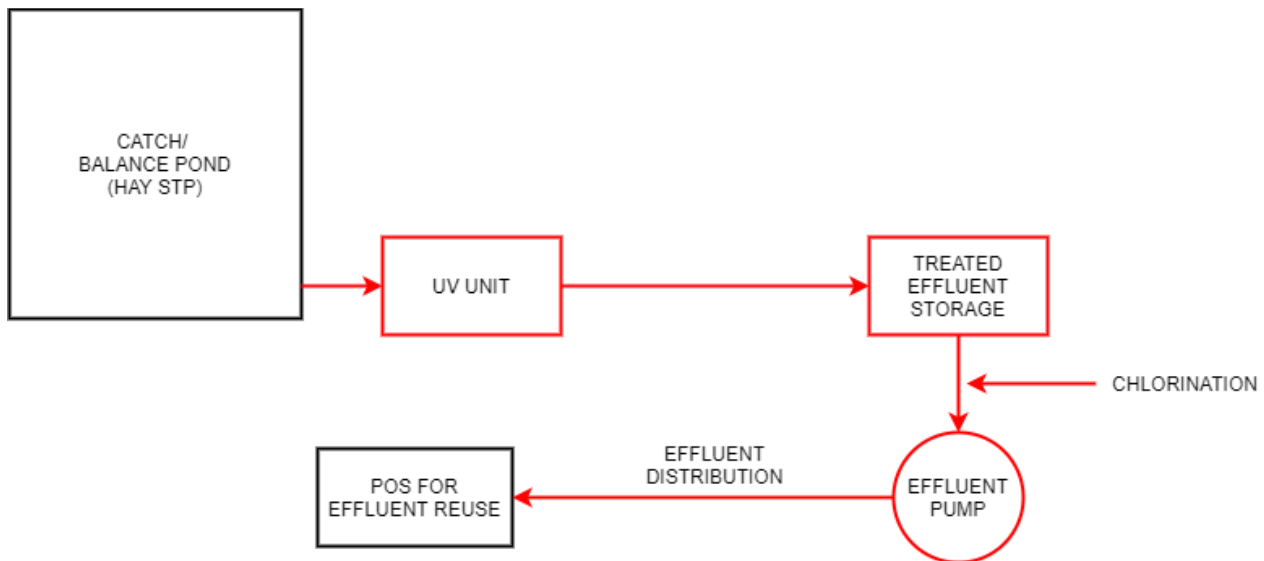 CATCH/
BALANCE POND
(HAY STP)
UV UNIT
TREATED
EFFLUENT
STORAGE
CHLORINATION
EFFLUENT
DISTRIBUTION
POS FOR
EFFLUENT REUSE
EFFLUENT
PUMP